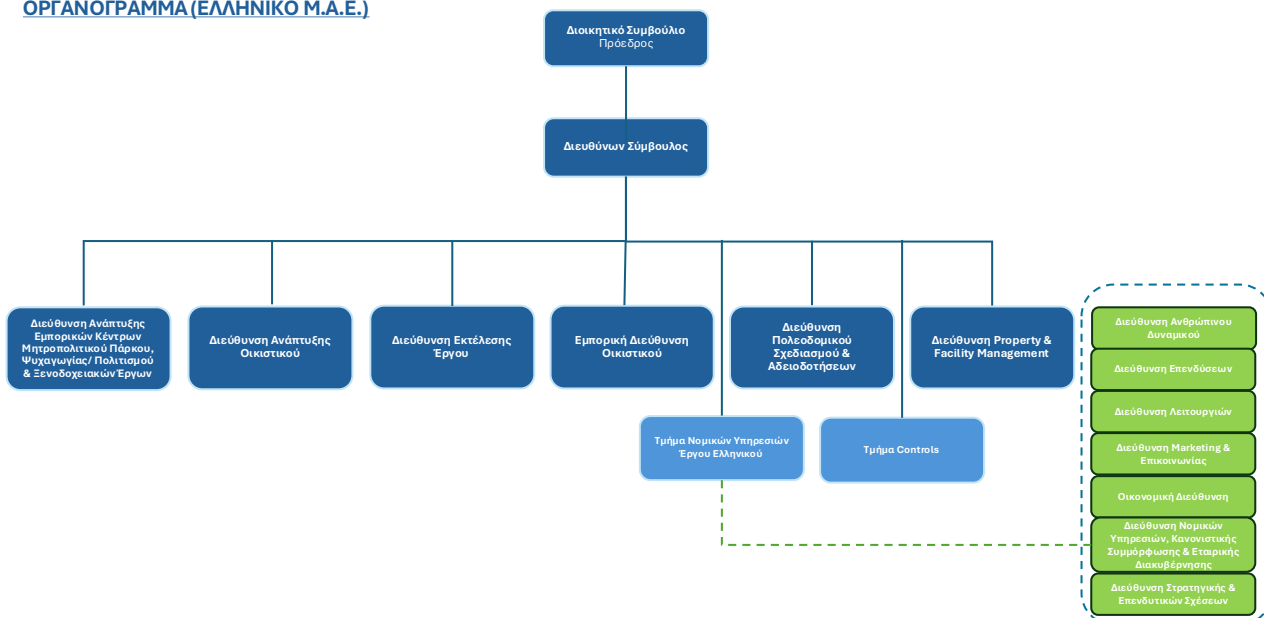 ΟΡΓΑΝΟΓΡΑΜΜΑ (ΕΛΛΗΝΙΚΟ Μ.Α.Ε.)
Διοικητικό Συμβούλιο
Πρόεδρος
Διευθύνων Σύμβουλος
Διεύθυνση Ανάπτυξης
Εμπορικών Κέντρων
Μητροπολιτικού Πάρκου,
Ψυχαγωγίας/ Πολιτισμού
& Ξενοδοχειακών Έργων
Διεύθυνση Ανάπτυξης
Οικιστικού
Διεύθυνση Εκτέλεσης
Έργου
Εμπορική Διεύθυνση
Οικιστικού
Διεύθυνση
Πολεοδομικού
Σχεδιασμού &
Αδειοδοτήσεων
Διεύθυνση Property &
Facility Management
Τμήμα Νομικών Υπηρεσιών
Έργου Ελληνικού
Τμήμα Controls
Διεύθυνση Ανθρώπινου
Δυναμικού
Διεύθυνση Επενδύσεων
Διεύθυνση Λειτουργιών
Διεύθυνση Marketing &
Επικοινωνίας
Οικονομική Διεύθυνση
Διεύθυνση Νομικών
Υπηρεσιών, Κανονιστικής
Συμμόρφωσης & Εταιρικής
Διακυβέρνησης
Διεύθυνση Στρατηγικής &
Επενδυτικών Σχέσεων